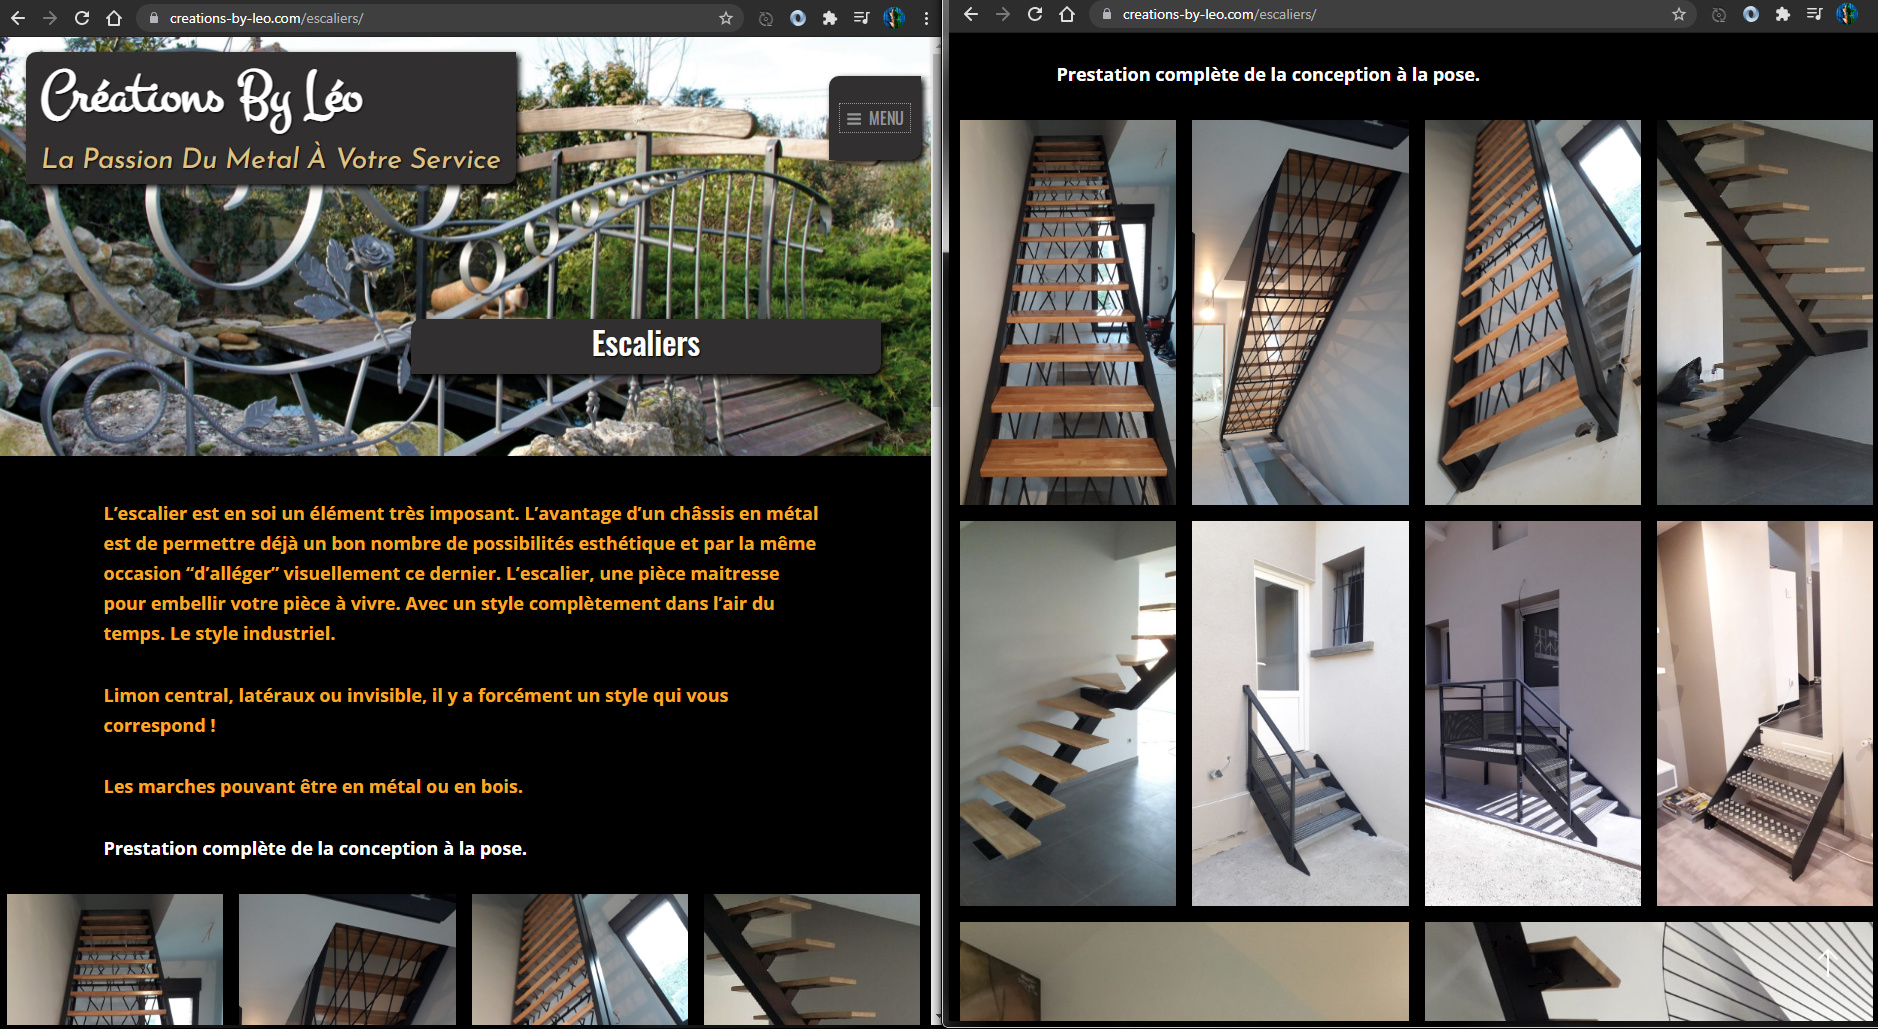 creations-by-leo.com/escaliers/
Créations By Léo
La Passion Du Metal À Votre Service
MENU
Escaliers
L'escalier est en soi un élément très imposant. L'avantage d'un châssis en métal
est de permettre déjà un bon nombre de possibilités esthétique et par la même
occasion “d'alléger” visuellement ce dernier. L'escalier, une pièce maitresse
pour embellir votre pièce à vivre. Avec un style complètement dans l'air du
temps. Le style industriel.
Limon central, latéraux ou invisible, il y a forcément un style qui vous
correspond !
Les marches pouvant être en métal ou en bois.
Prestation complète de la conception à la pose.
creations-by-leo.com/escaliers/
Prestation complète de la conception à la pose.